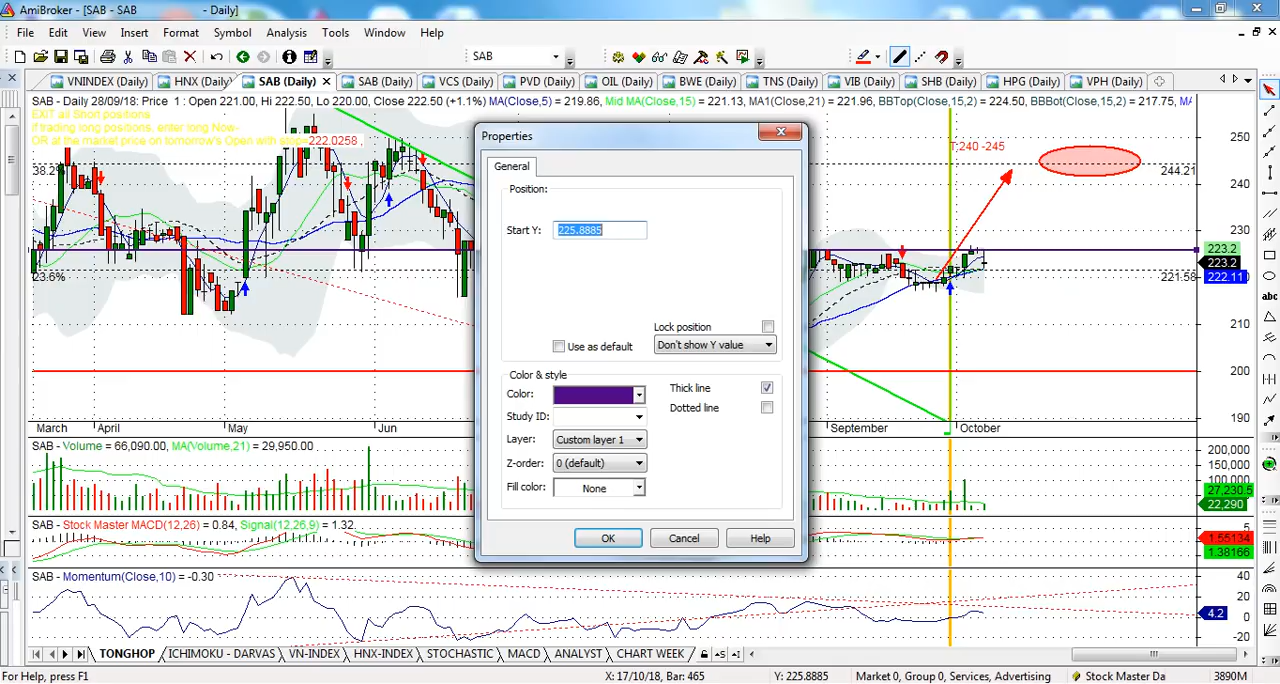 AmiBroker - [SAB - SAB - Daily]
File Edit View Insert Format Symbol Analysis Tools Window Help
SAB
VNINDEX (Daily) HNX (Daily) SAB (Daily) SAB (Daily) VCS (Daily) PVD (Daily) OIL (Daily) BWE (Daily) TNS (Daily) VIB (Daily) SHB (Daily) HPG (Daily) VPH (Daily)
SAB - Daily 28/09/18: Price 1 : Open 221.00, Hi 222.50, Lo 220.00, Close 222.50 (+1.1%) MA(Close,5) = 219.86, Mid MA(Close,15) = 221.13, MA1(Close,21) = 221.96, BBTop(Close,15,2) = 224.50, BBBot(Close,15,2) = 217.75, MA
EXIT all Short positions
if trading long positions, enter long Now-
OR at the market price on tomorrow's Open with stop=222.0258 ,
38.2%
23.6%
T:240 -245
250
244.21
240
230
223.2
223.2
221.58
222.11
210
200
190
March April May Jun September October
Properties
General
Position:
Start Y: 225.8885
Lock position
Use as default Don't show Y value
Color & style
Color: Thick line
Dotted line
Study ID:
Layer: Custom layer 1
Z-order: 0 (default)
Fill color: None
OK Cancel Help
abc
SAB - Volume = 66,090.00, MA(Volume,21) = 29,950.00
200,000
150,000
100,000
27,230.5
22,290
SAB - Stock Master MACD(12,26) = 0.84, Signal(12,26,9) = 1.32
5
1.55134
1.38166
SAB - Momentum(Close,10) = -0.30
40
20
4.2
0
-20
TONGHOP ICHIMOKU - DARVAS VN-INDEX HNX-INDEX STOCHASTIC MACD ANALYST CHART WEEK
For Help, press F1 X: 17/10/18, Bar: 465 Y: 225.8885 Market 0, Group 0, Services, Advertising Stock Master Da 3890M